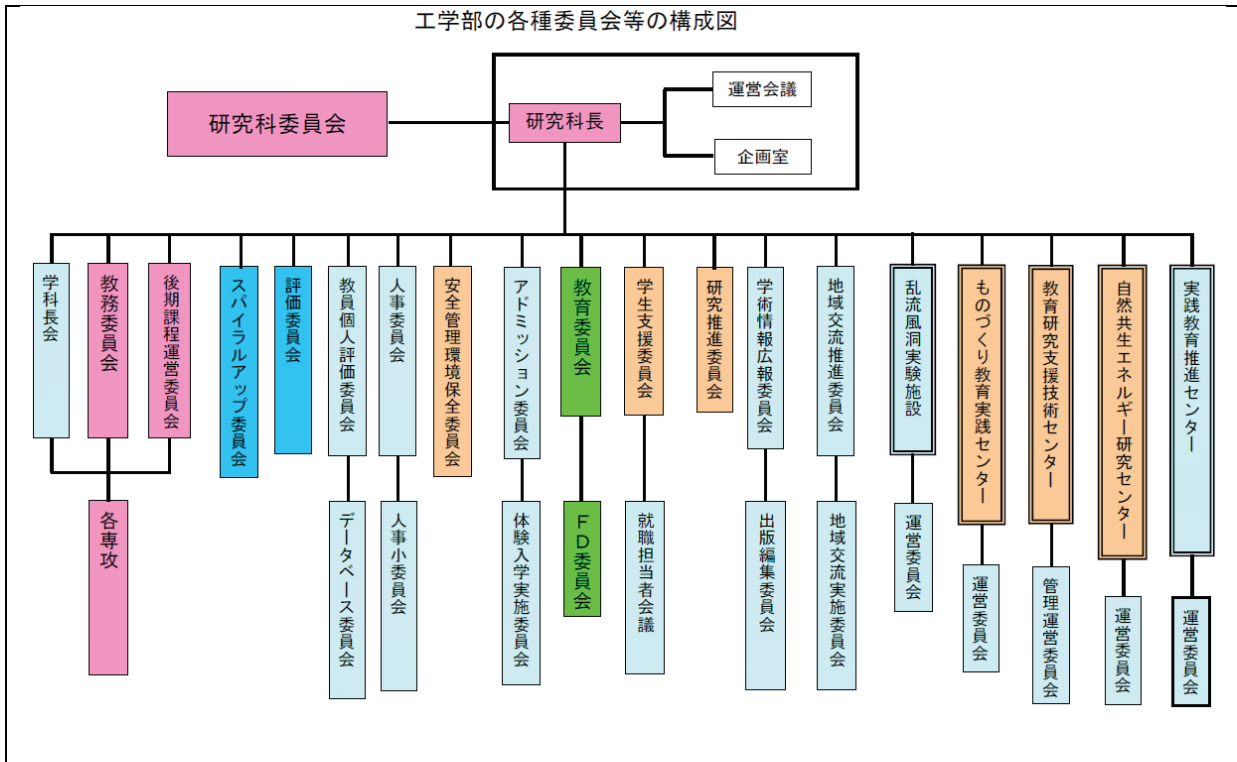 工学部の各種委員会等の構成図
研究科委員会
研究科長
運営会議
企画室
学科長会
教務委員会
後期課程運営委員会
スパイラルアップ委員会
評価委員会
教員個人評価委員会
人事委員会
安全管理環境保全委員会
アドミッション委員会
教育委員会
学生支援委員会
研究推進委員会
学術情報広報委員会
地域交流推進委員会
乱流風洞実験施設
ものづくり教育実践センター
教育研究支援技術センター
自然共生エネルギー研究センター
実践教育推進センター
各専攻
データベース委員会
人事小委員会
体験入学実施委員会
ＦＤ委員会
就職担当者会議
出版編集委員会
地域交流実施委員会
運営委員会
運営委員会
管理運営委員会
運営委員会
運営委員会